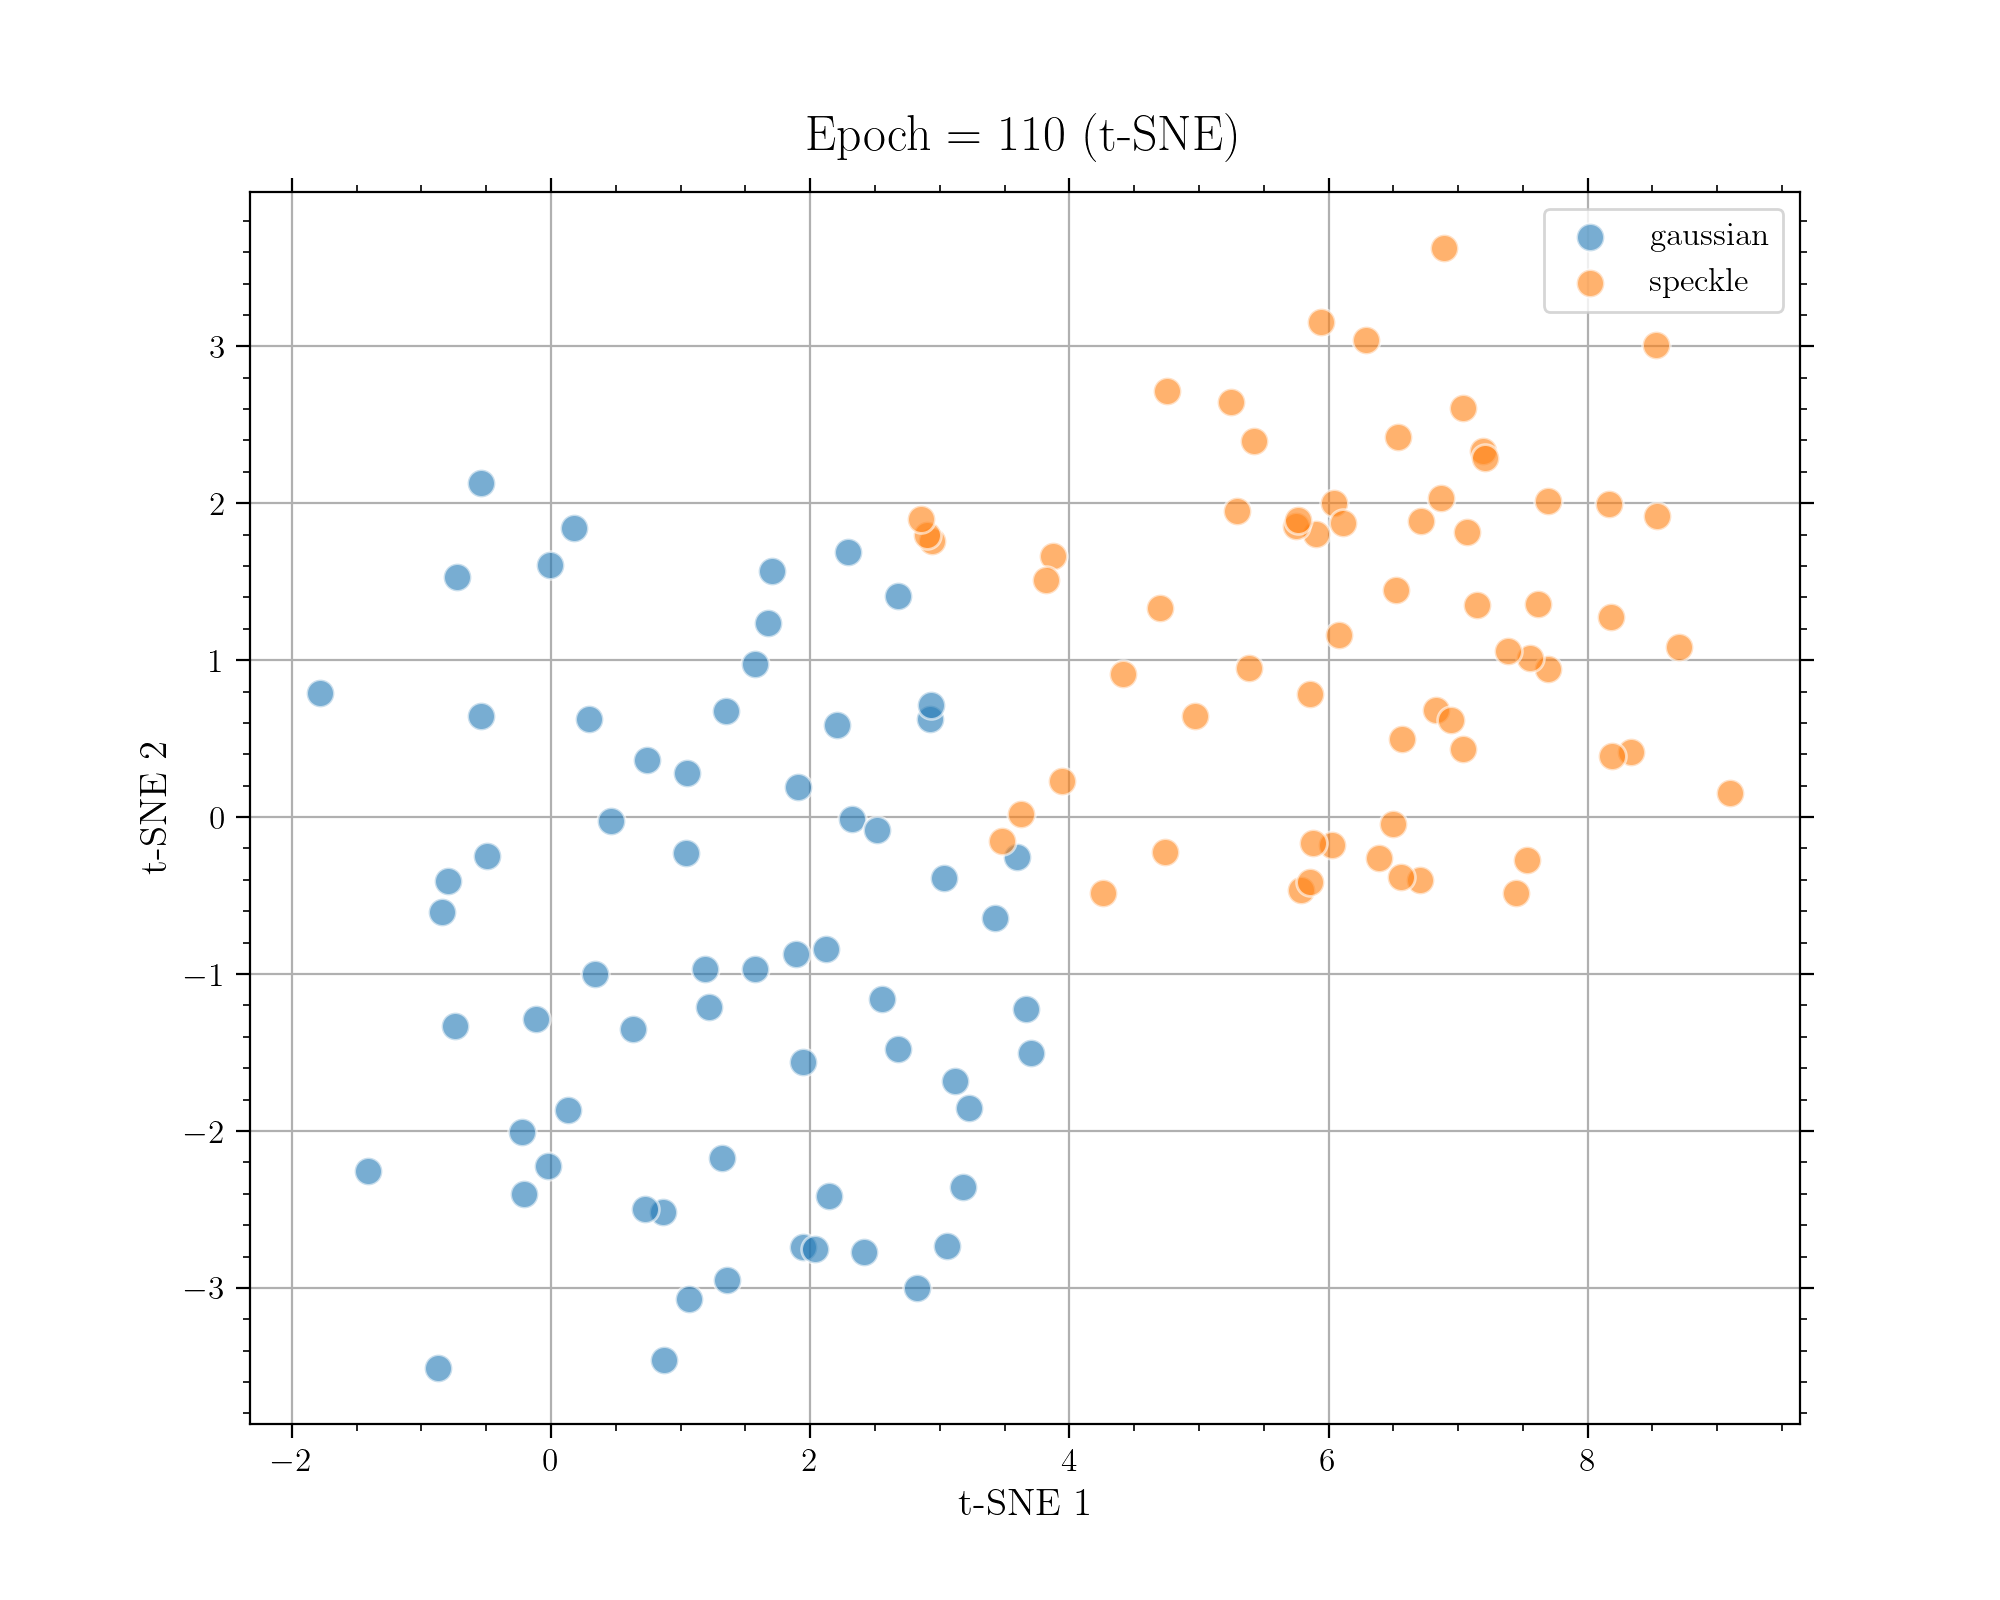 Epoch = 110 (t-SNE)
gaussian
speckle
3
2
1
0
−1
−2
−3
t-SNE 2
−2 0 2 4 6 8
t-SNE 1